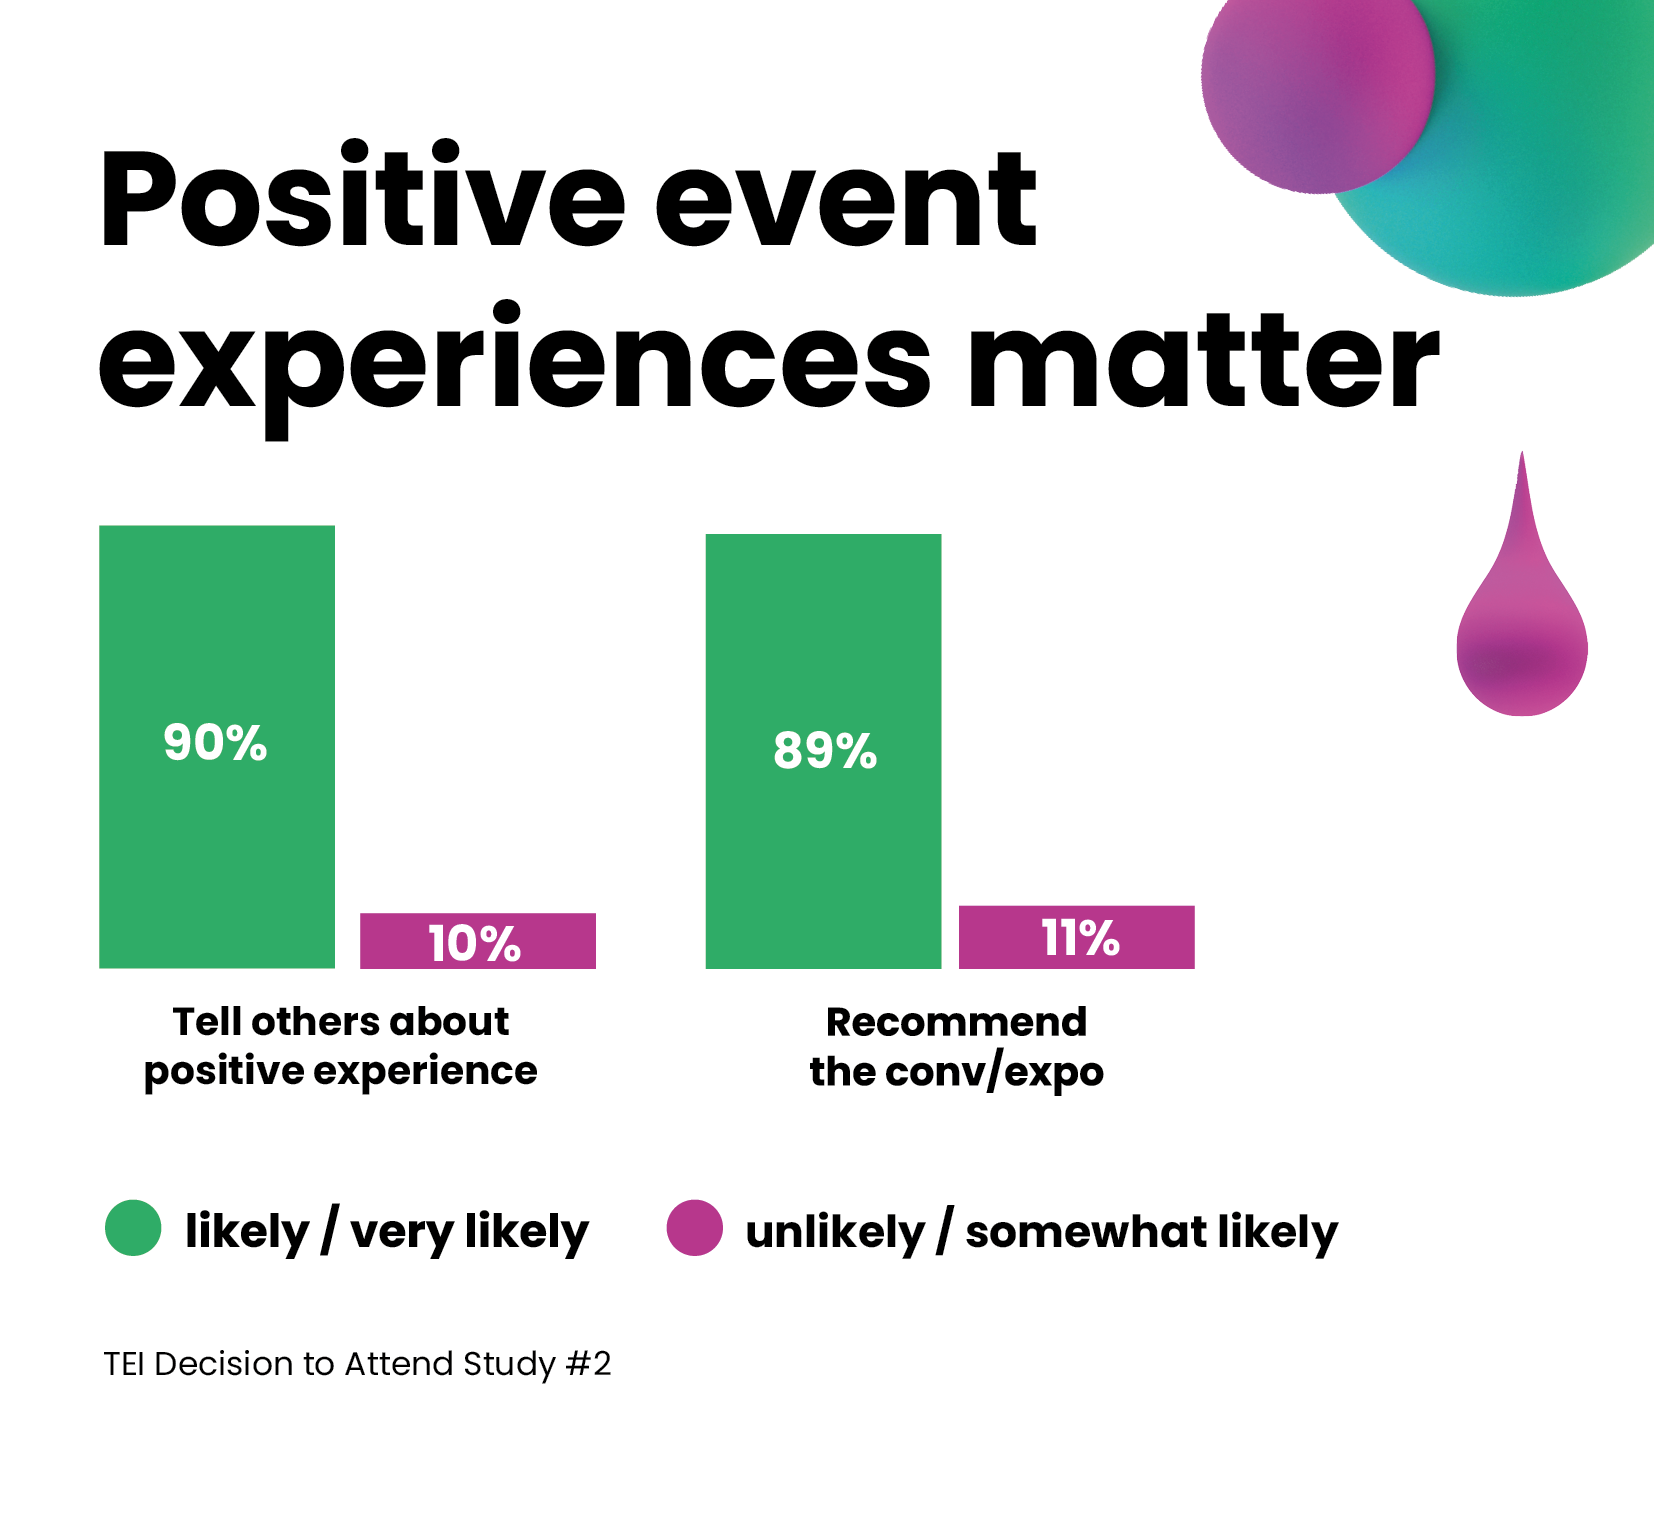 Positive event
experiences matter
90%
10%
89%
11%
Tell others about
positive experience
Recommend
the conv/expo
likely / very likely
unlikely / somewhat likely
TEI Decision to Attend Study #2